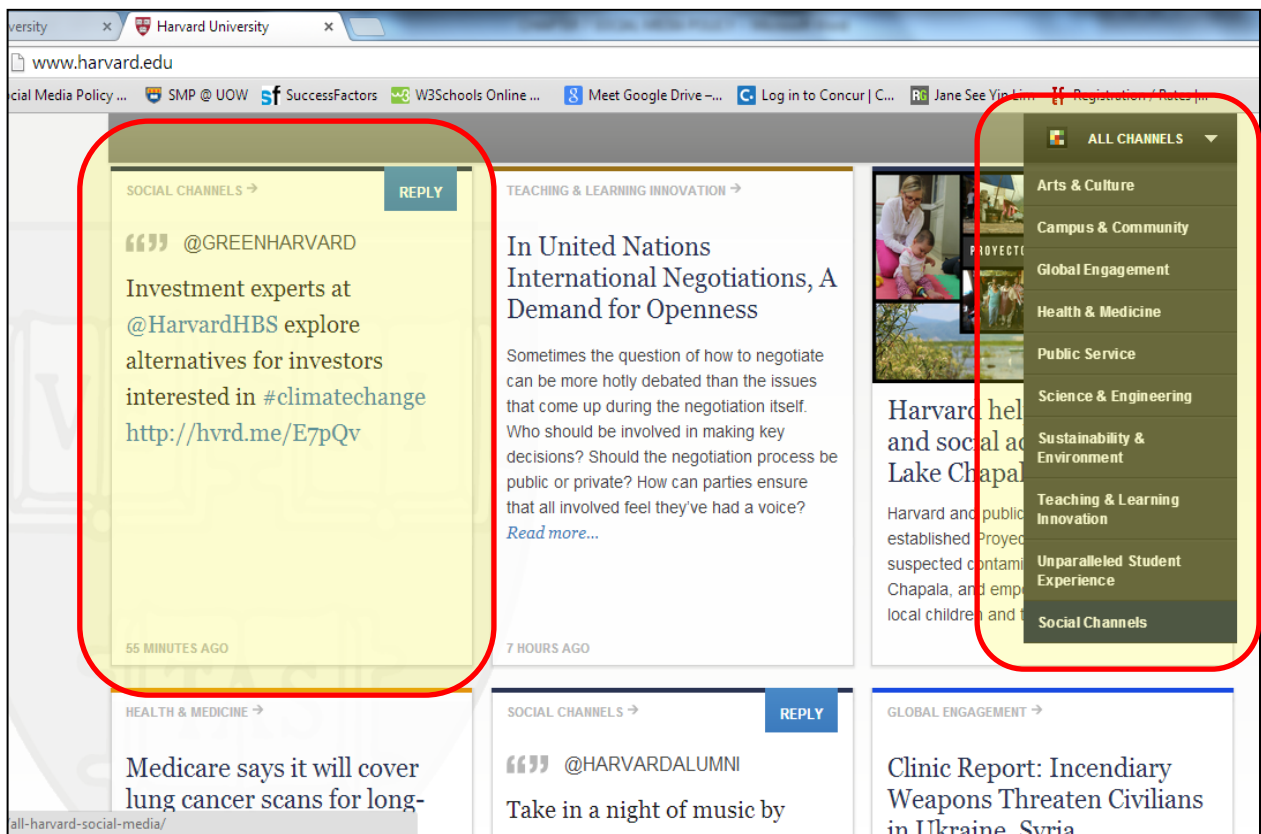 versity
Harvard University
www.harvard.edu
ocial Media Policy ...
SMP @ UOW
SuccessFactors
W3Schools Online ...
Meet Google Drive –...
Log in to Concur | C...
Jane See Yin Lim
Registration / Rates |...
ALL CHANNELS
Arts & Culture
Campus & Community
Global Engagement
Health & Medicine
Public Service
Science & Engineering
Sustainability &
Environment
Teaching & Learning
Innovation
Unparalleled Student
Experience
Social Channels
SOCIAL CHANNELS →
REPLY
@GREENHARVARD
Investment experts at
@HarvardHBS explore
alternatives for investors
interested in #climatechange
http://hvrd.me/E7pQv
55 MINUTES AGO
TEACHING & LEARNING INNOVATION →
In United Nations
International Negotiations, A
Demand for Openness
Sometimes the question of how to negotiate
can be more hotly debated than the issues
that come up during the negotiation itself.
Who should be involved in making key
decisions? Should the negotiation process be
public or private? How can parties ensure
that all involved feel they've had a voice?
Read more...
7 HOURS AGO
PROYECTO
Harvard hel
and social ac
Lake Chapal
Harvard and public
established Proyec
suspected contami
Chapala, and emp
local children and t
HEALTH & MEDICINE →
Medicare says it will cover
lung cancer scans for long-
SOCIAL CHANNELS →
REPLY
@HARVARDALUMNI
Take in a night of music by
GLOBAL ENGAGEMENT →
Clinic Report: Incendiary
Weapons Threaten Civilians
in Ukraine, Syria
all-harvard-social-media/